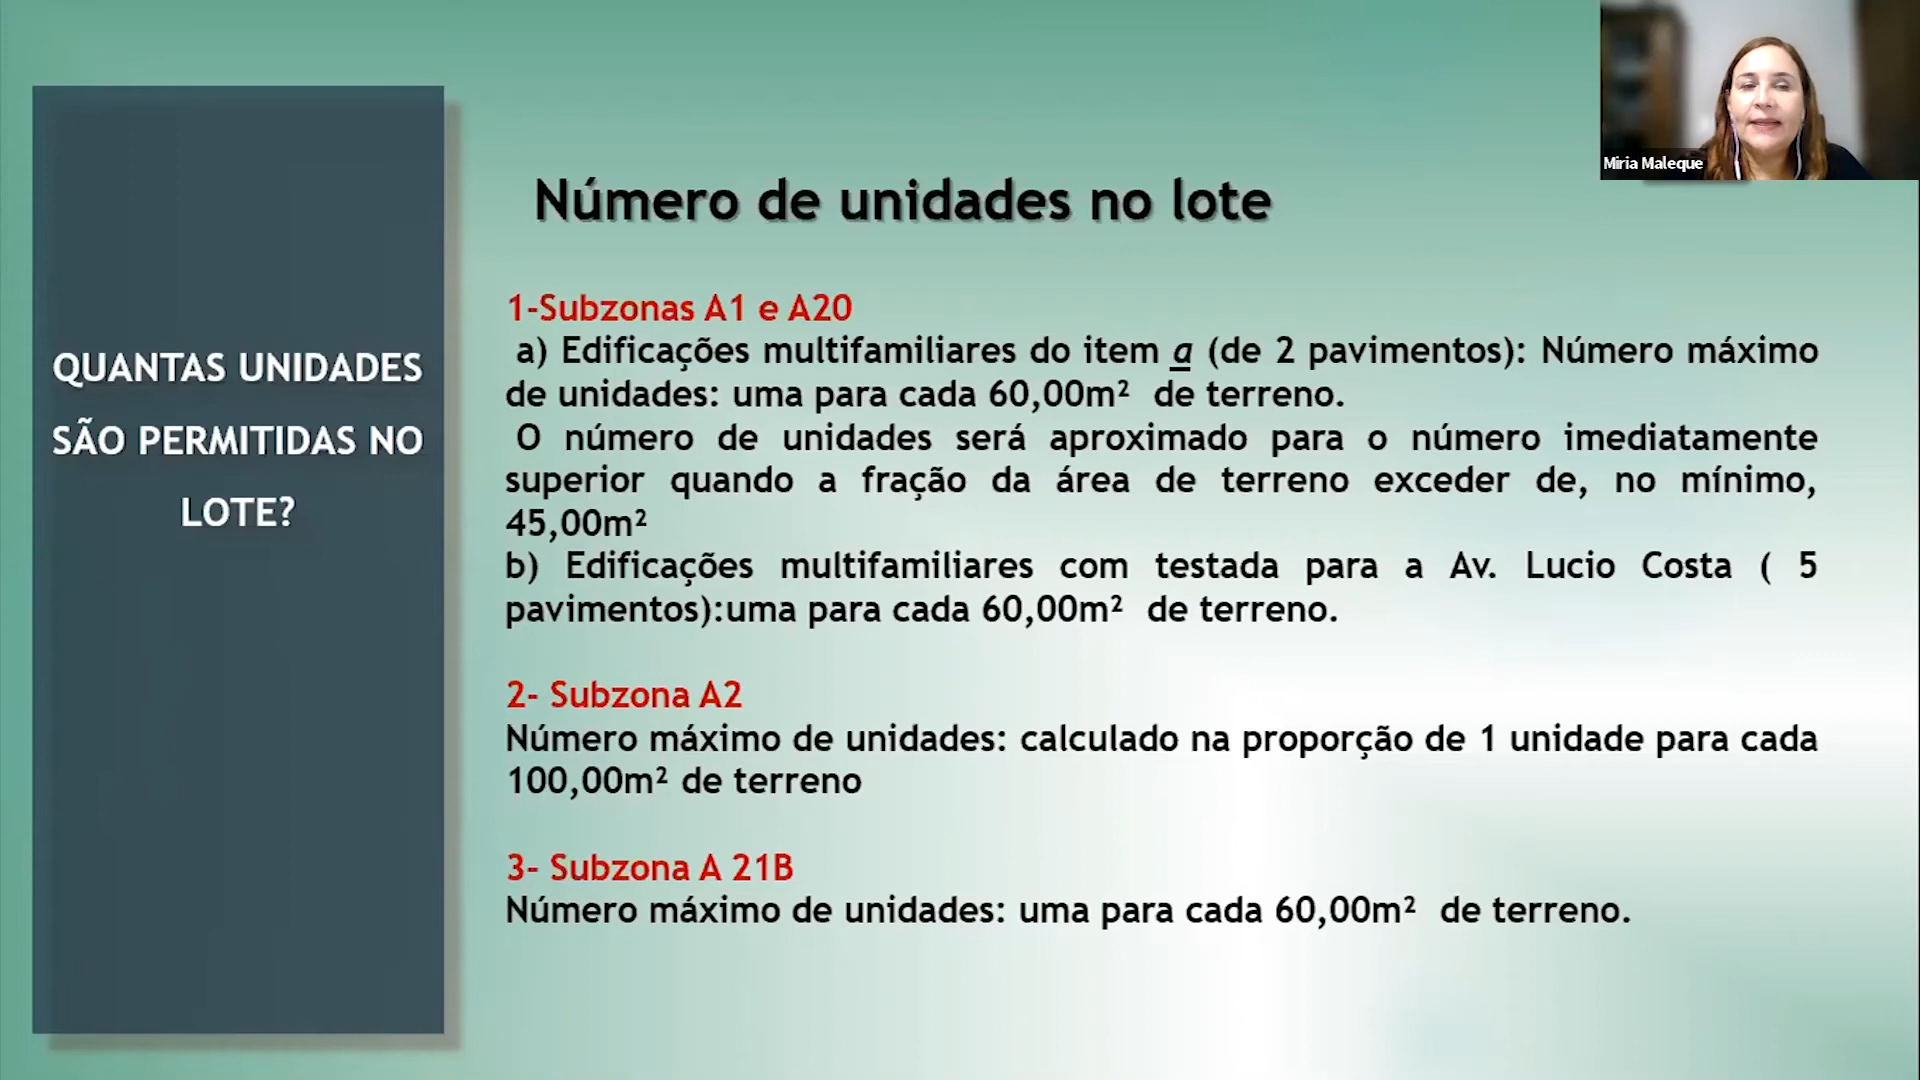 Miria Maleque
QUANTAS UNIDADES
SÃO PERMITIDAS NO
LOTE?
Número de unidades no lote
1-Subzonas A1 e A20
a) Edificações multifamiliares do item a (de 2 pavimentos): Número máximo
de unidades: uma para cada 60,00m² de terreno.
O número de unidades será aproximado para o número imediatamente
superior quando a fração da área de terreno exceder de, no mínimo,
45,00m²
b) Edificações multifamiliares com testada para a Av. Lucio Costa ( 5
pavimentos):uma para cada 60,00m² de terreno.
2- Subzona A2
Número máximo de unidades: calculado na proporção de 1 unidade para cada
100,00m² de terreno
3- Subzona A 21B
Número máximo de unidades: uma para cada 60,00m² de terreno.